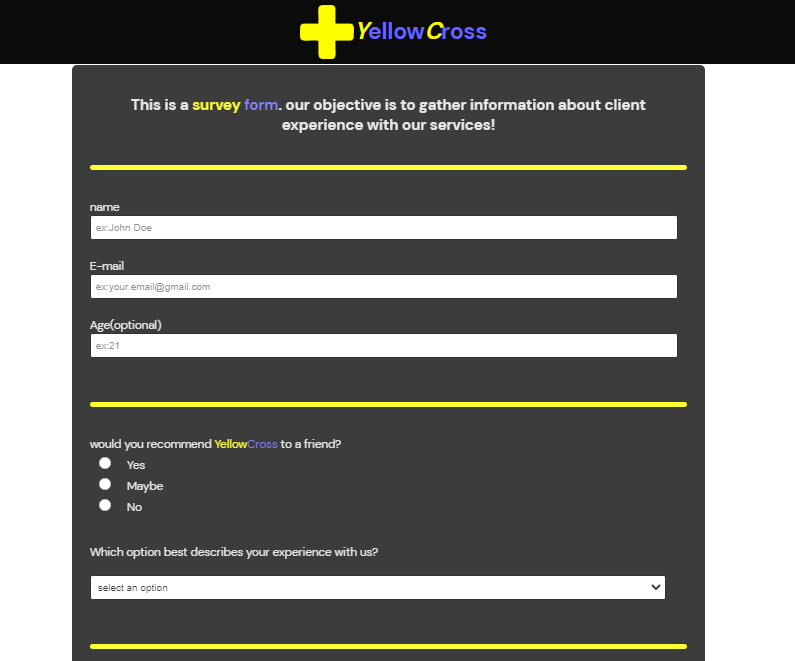 YellowCross
This is a survey form. our objective is to gather information about client
experience with our services!
name
ex:John Doe
E-mail
ex:your.email@gmail.com
Age(optional)
ex:21
would you recommend YellowCross to a friend?
Yes
Maybe
No
Which option best describes your experience with us?
select an option